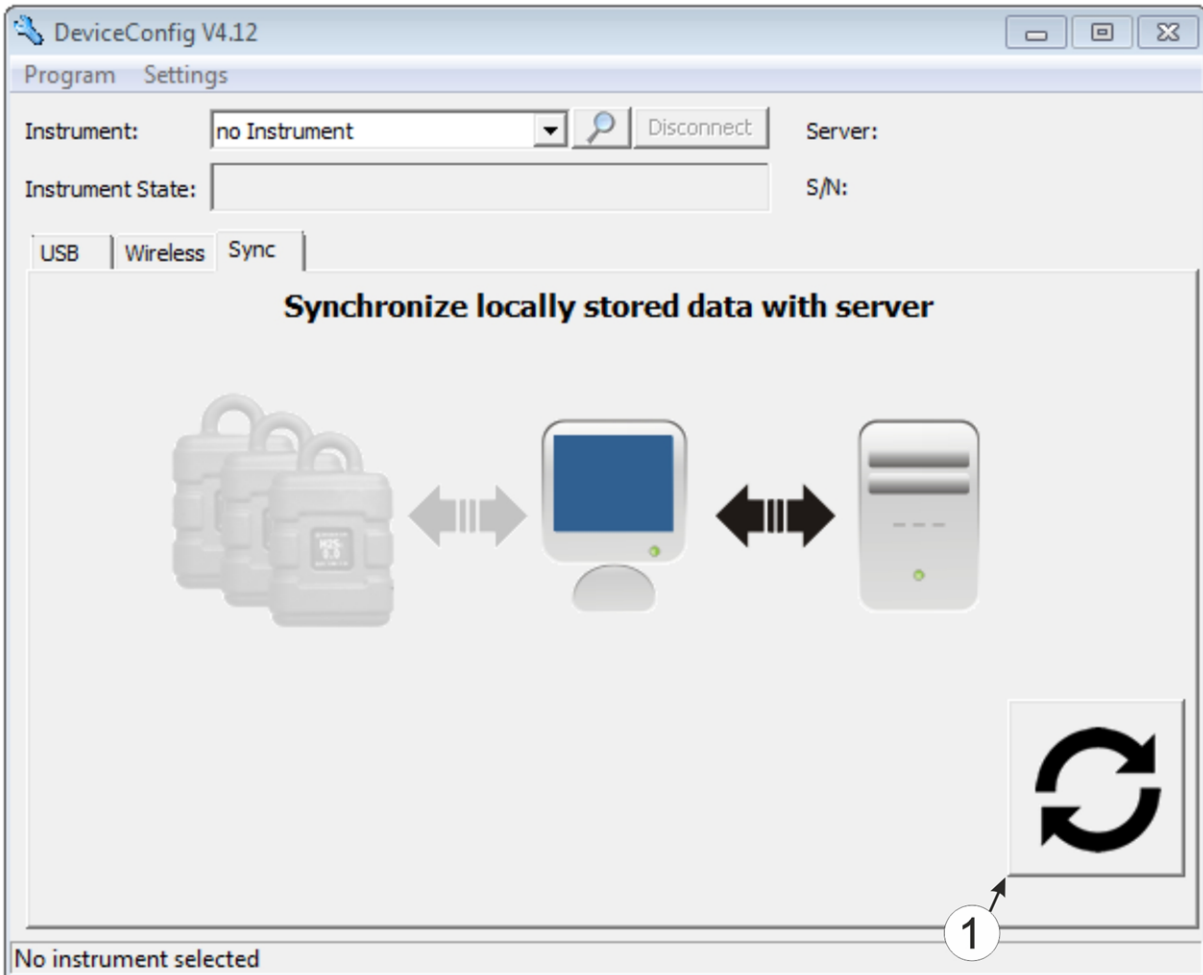 DeviceConfig V4.12
Program Settings
Instrument: no Instrument Disconnect Server:
Instrument State: S/N:
USB Wireless Sync
Synchronize locally stored data with server
1
No instrument selected